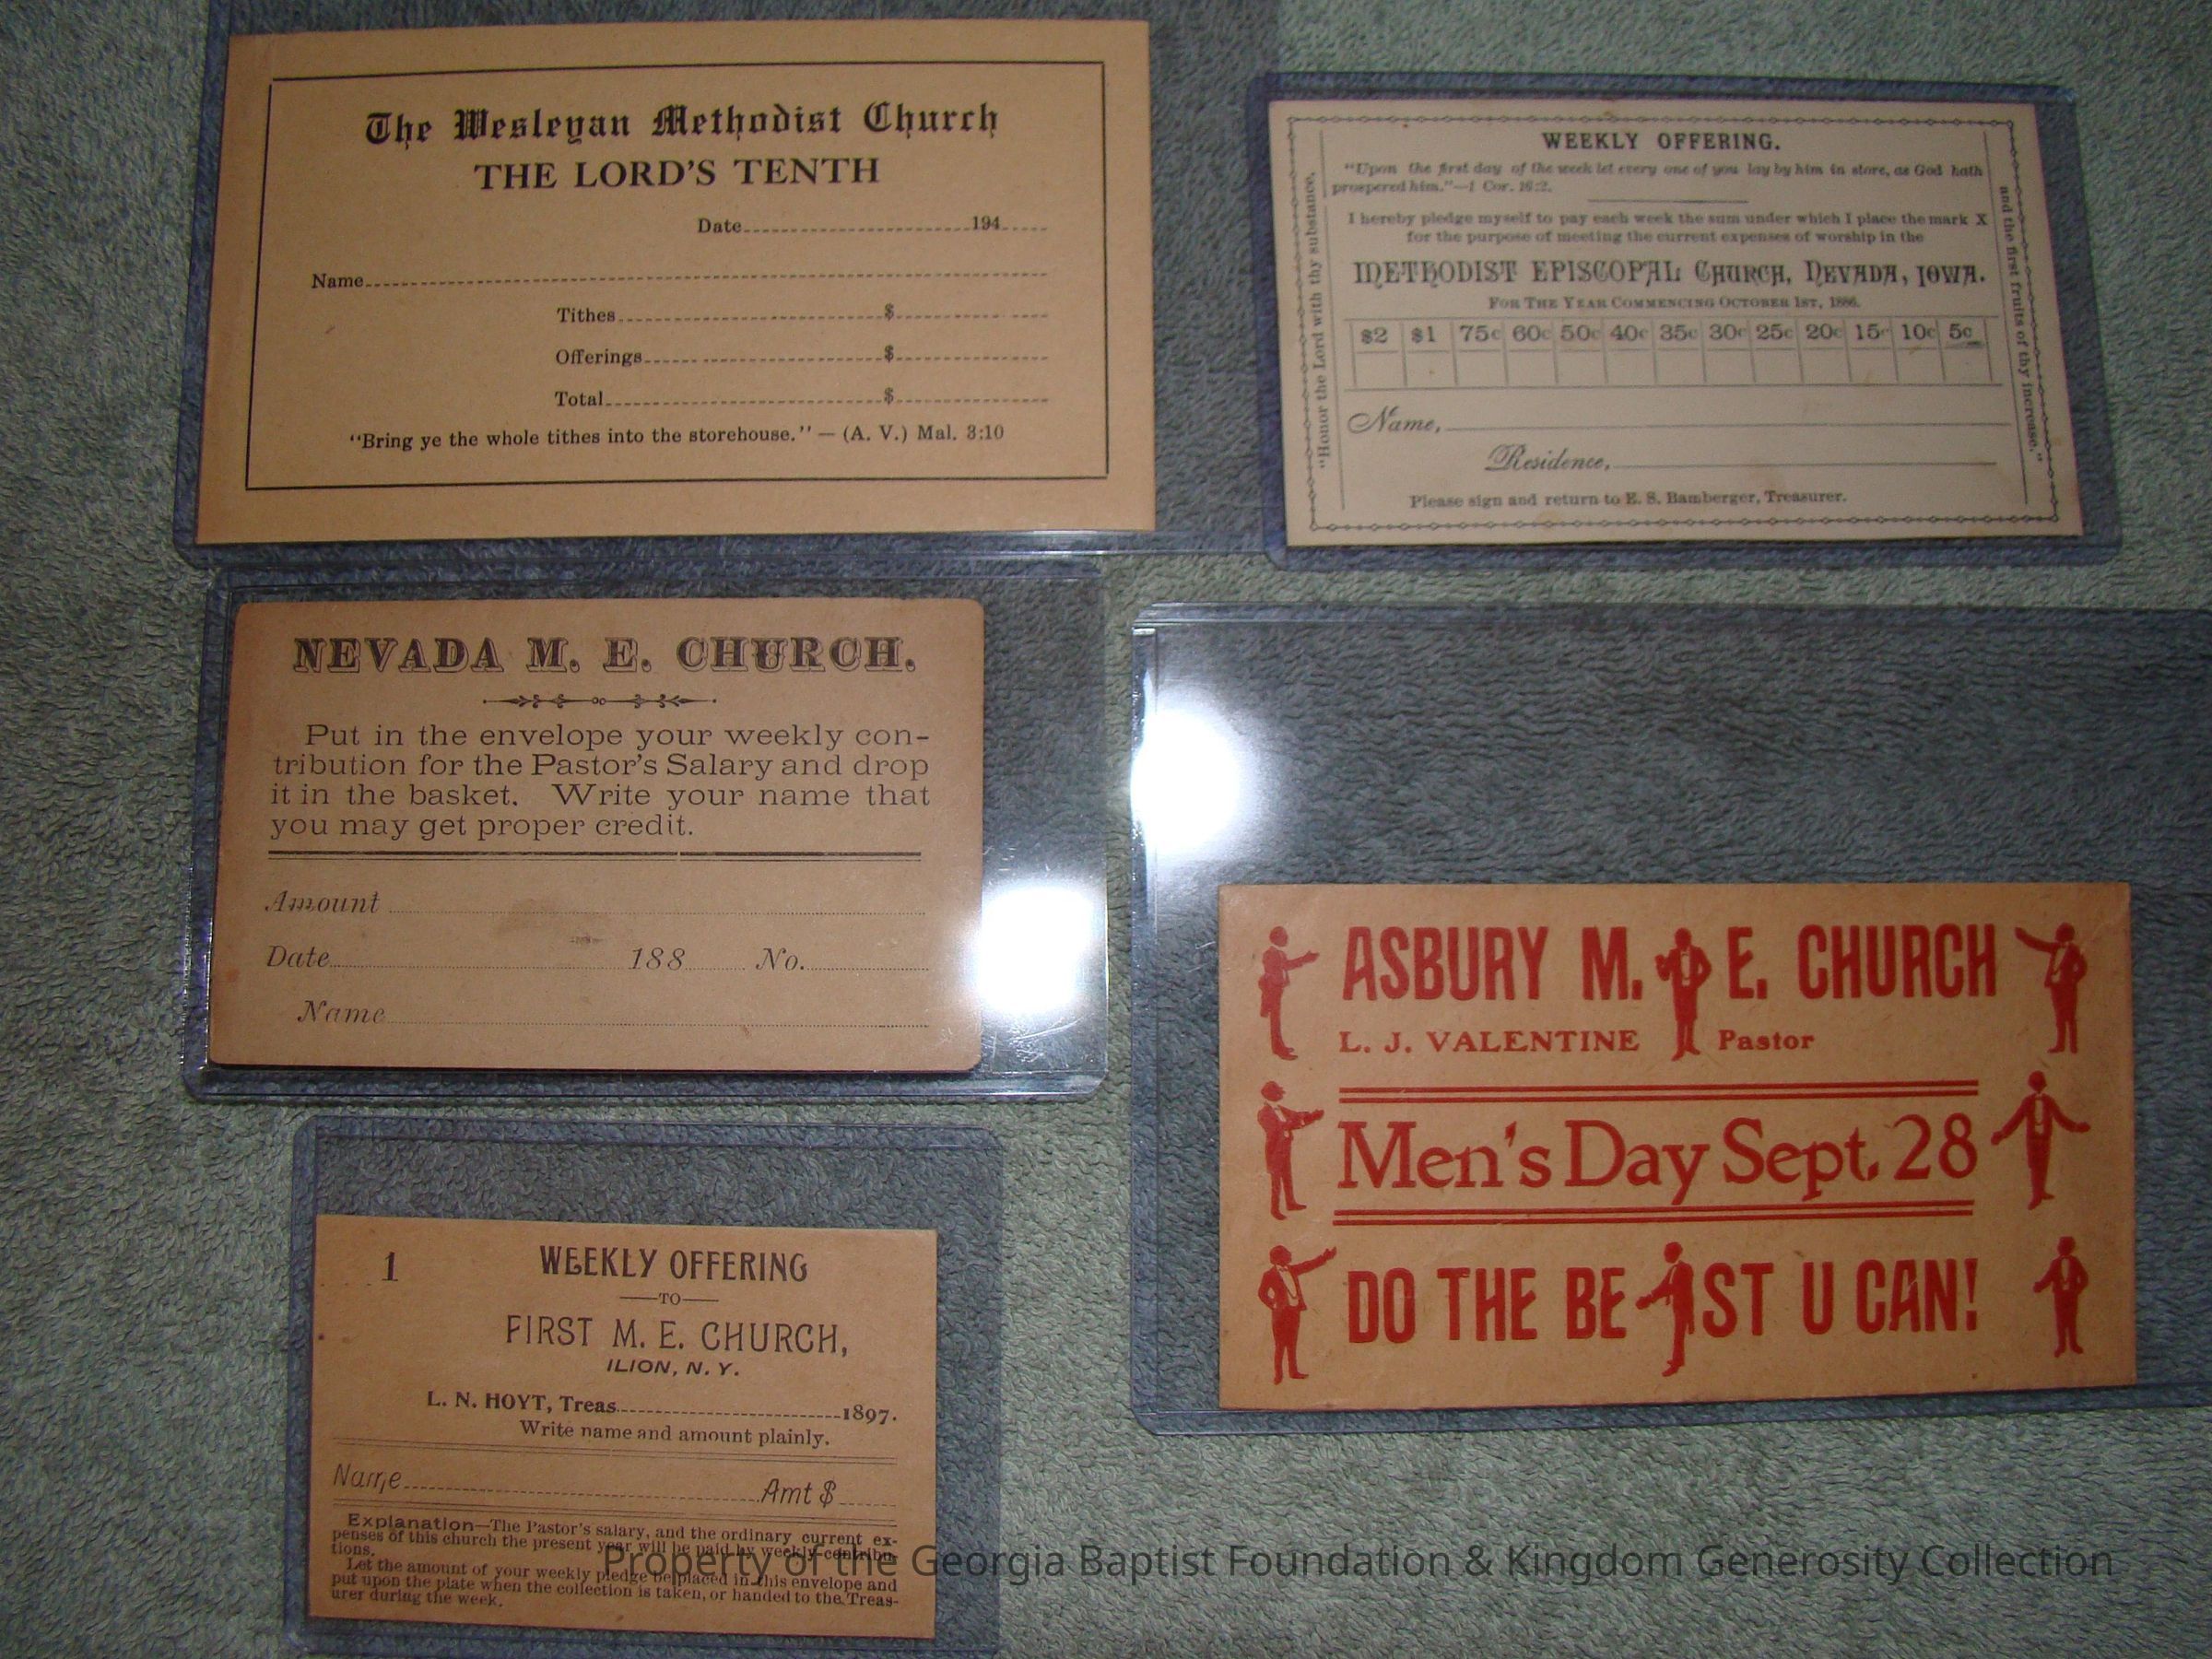 The Wesleyan Methodist Church
THE LORD'S TENTH
Date 194
Name
Tithes $
Offerings $
Total $
"Bring ye the whole tithes into the storehouse." — (A. V.) Mal. 3:10
WEEKLY OFFERING.
"Upon the first day of the week let every one of you lay by him in store, as God hath
prospered him."—1 Cor. 16:2.
I hereby pledge myself to pay each week the sum under which I place the mark X
for the purpose of meeting the current expenses of worship in the
METHODIST EPISCOPAL CHURCH, NEVADA, IOWA.
FOR THE YEAR COMMENCING OCTOBER 1ST, 1886.
$2 $1 75c 60c 50c 40c 35c 30c 25c 20c 15c 10c 5c
Name,
Residence,
Please sign and return to E. S. Bamberger, Treasurer.
"Honor the Lord with thy substance,
and the first fruits of thy increase."
NEVADA M. E. CHURCH.
Put in the envelope your weekly con-
tribution for the Pastor's Salary and drop
it in the basket. Write your name that
you may get proper credit.
Amount
Date 188 No.
Name
ASBURY M. E. CHURCH
L. J. VALENTINE Pastor
Men's Day Sept. 28
DO THE BEST U CAN!
1 WEEKLY OFFERING
—TO—
FIRST M. E. CHURCH,
ILION, N. Y.
L. N. HOYT, Treas. 1897.
Write name and amount plainly.
Name Amt $
Explanation—The Pastor's salary, and the ordinary current ex-
penses of this church the present year will be paid by weekly contribu-
tions.
Let the amount of your weekly pledge be placed in this envelope and
put upon the plate when the collection is taken, or handed to the Treas-
urer during the week.
Property of the Georgia Baptist Foundation & Kingdom Generosity Collection